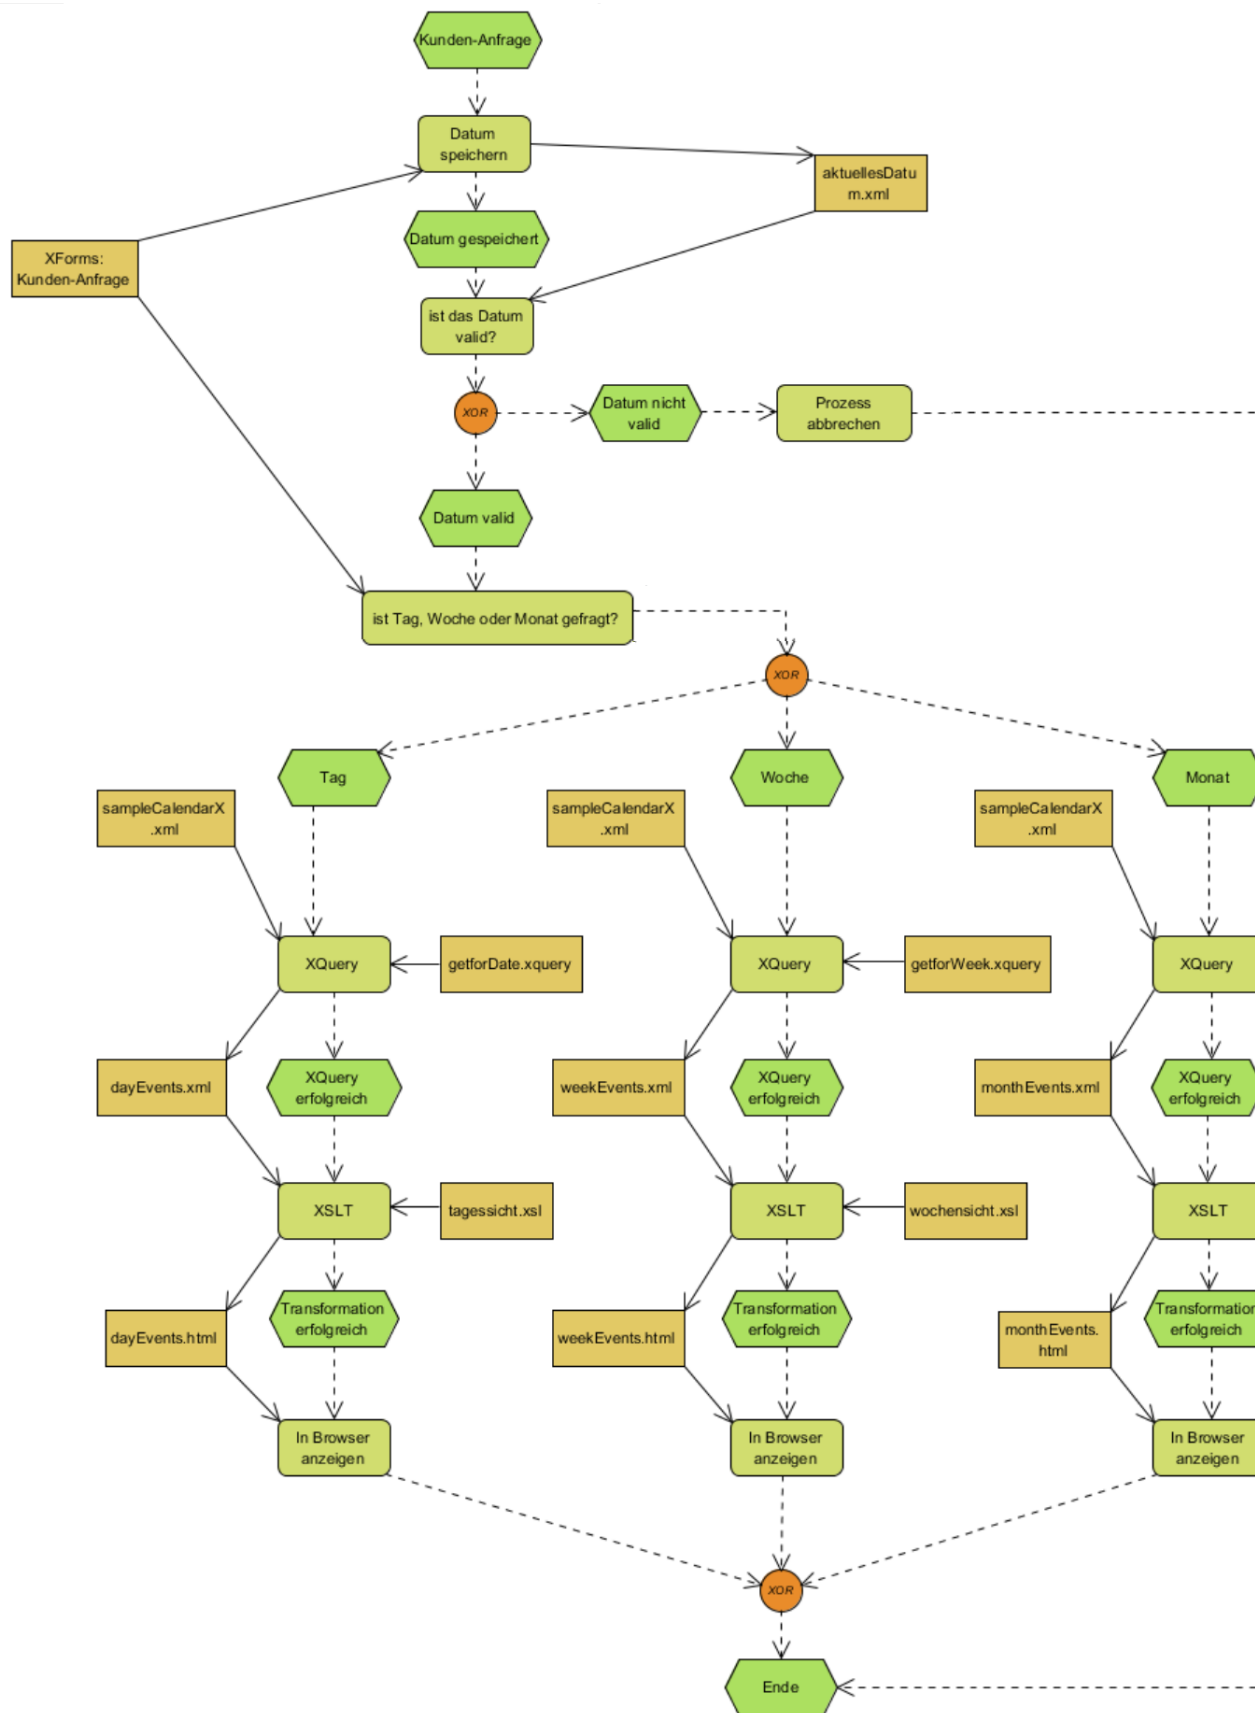 Kunden-Anfrage
Datum
speichern
aktuellesDatu
m.xml
Datum gespeichert
XForms:
Kunden-Anfrage
ist das Datum
valid?
XOR
Datum nicht
valid
Prozess
abbrechen
Datum valid
ist Tag, Woche oder Monat gefragt?
XOR
Tag
Woche
Monat
sampleCalendarX
.xml
sampleCalendarX
.xml
sampleCalendarX
.xml
XQuery
getforDate.xquery
XQuery
getforWeek.xquery
XQuery
dayEvents.xml
XQuery
erfolgreich
weekEvents.xml
XQuery
erfolgreich
monthEvents.xml
XQuery
erfolgreich
XSLT
tagessicht.xsl
XSLT
wochensicht.xsl
XSLT
dayEvents.html
Transformation
erfolgreich
weekEvents.html
Transformation
erfolgreich
monthEvents.
html
Transformation
erfolgreich
In Browser
anzeigen
In Browser
anzeigen
In Browser
anzeigen
XOR
Ende